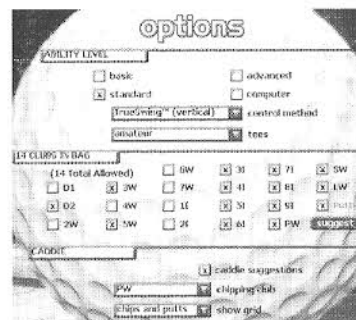 options
ABILITY LEVEL
basic advanced
standard computer
TrueSwing™ (vertical) control method
amateur tees
14 CLUBS IN BAG
(14 Total Allowed)
6W 3I 7I SW
D1 3W 7W 4I 8I LW
D2 4W 1I 5I 9I Putt
2W 5W 2I 6I PW suggest
CADDIE
caddie suggestions
PW chipping club
chips and putts show grid